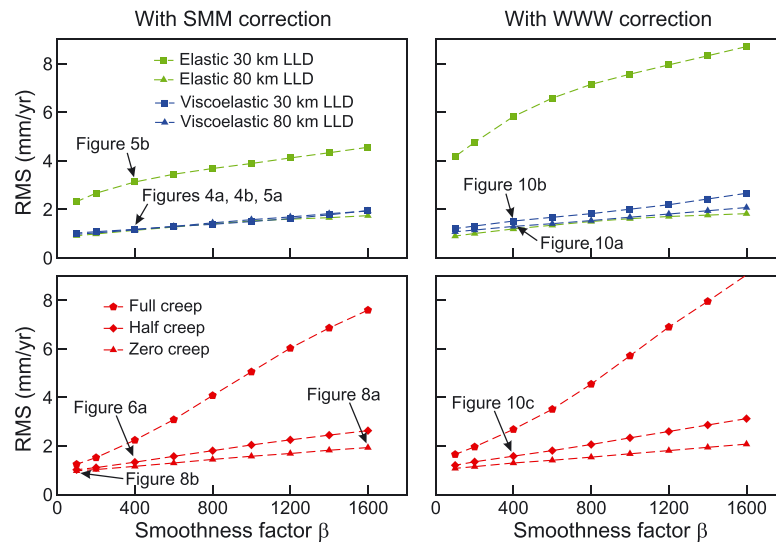 With SMM correction
With WWW correction
RMS (mm/yr)
8
6
4
2
0
Elastic 30 km LLD
Elastic 80 km LLD
Viscoelastic 30 km LLD
Viscoelastic 80 km LLD
Figure 5b
Figures 4a, 4b, 5a
Figure 10b
Figure 10a
RMS (mm/yr)
8
6
4
2
0
Full creep
Half creep
Zero creep
Figure 6a
Figure 8a
Figure 8b
Figure 10c
0 400 800 1200 1600
0 400 800 1200 1600
Smoothness factor β
Smoothness factor β